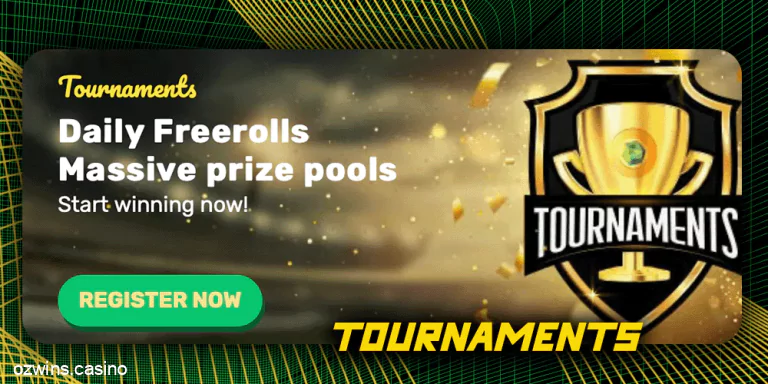 Tournaments
Daily Freerolls
Massive prize pools
Start winning now!
TOURNAMENTS
REGISTER NOW
TOURNAMENTS
ozwins.casino